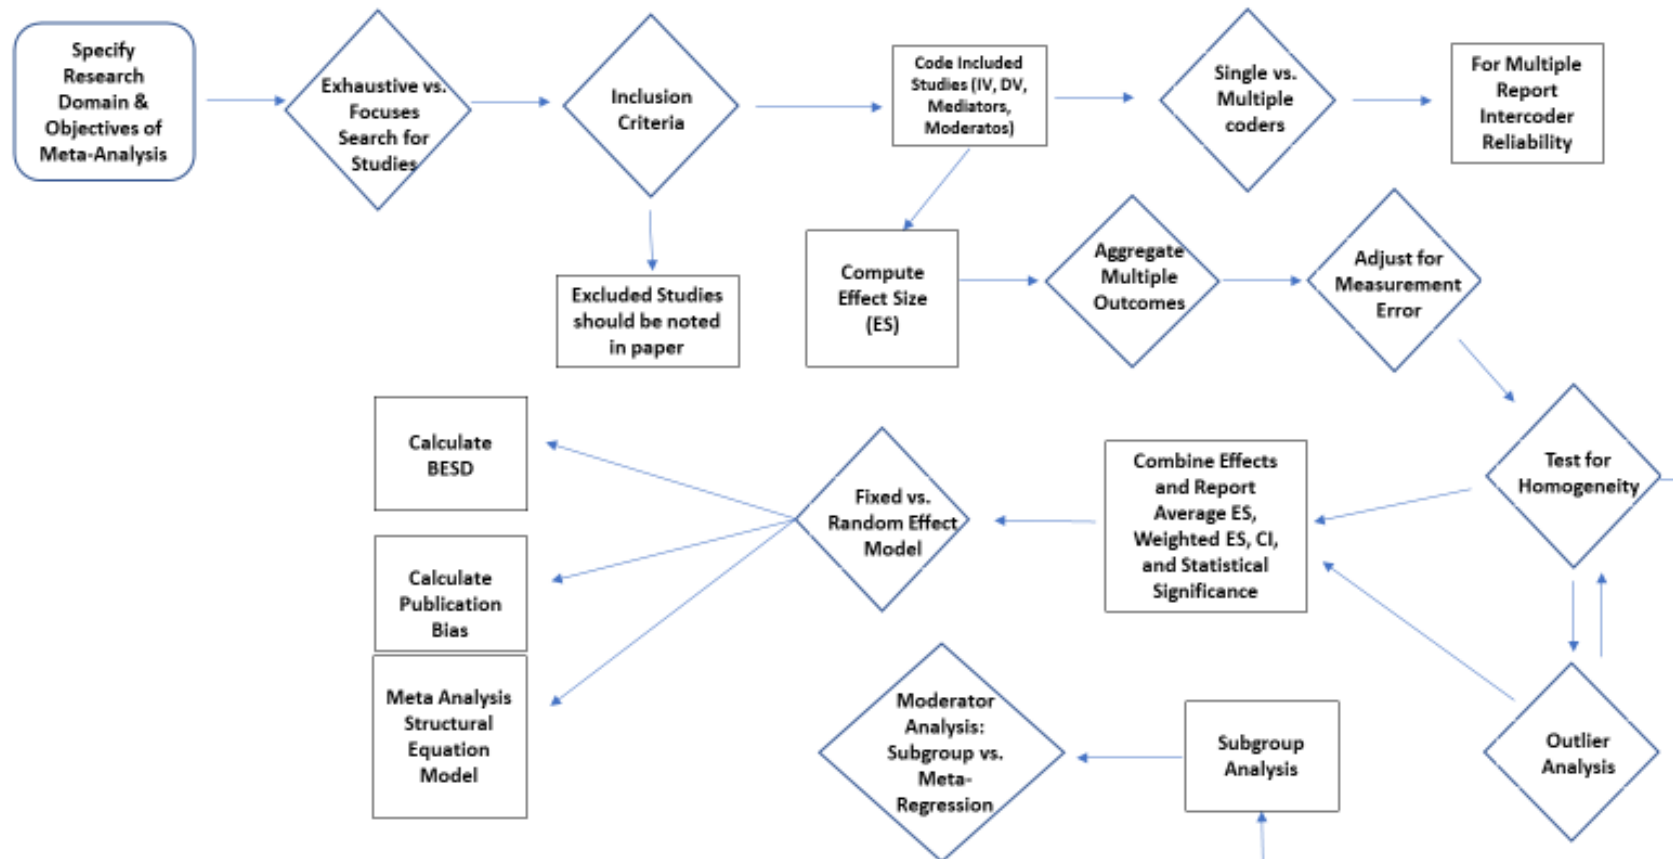 Specify
Research
Domain &
Objectives of
Meta-Analysis
Exhaustive vs.
Focuses
Search for
Studies
Inclusion
Criteria
Code Included
Studies (IV, DV,
Mediators,
Moderatos)
Single vs.
Multiple
coders
For Multiple
Report
Intercoder
Reliability
Excluded Studies
should be noted
in paper
Compute
Effect Size
(ES)
Aggregate
Multiple
Outcomes
Adjust for
Measurement
Error
Calculate
BESD
Fixed vs.
Random Effect
Model
Combine Effects
and Report
Average ES,
Weighted ES, CI,
and Statistical
Significance
Test for
Homogeneity
Calculate
Publication
Bias
Meta Analysis
Structural
Equation
Model
Moderator
Analysis:
Subgroup vs.
Meta-
Regression
Subgroup
Analysis
Outlier
Analysis